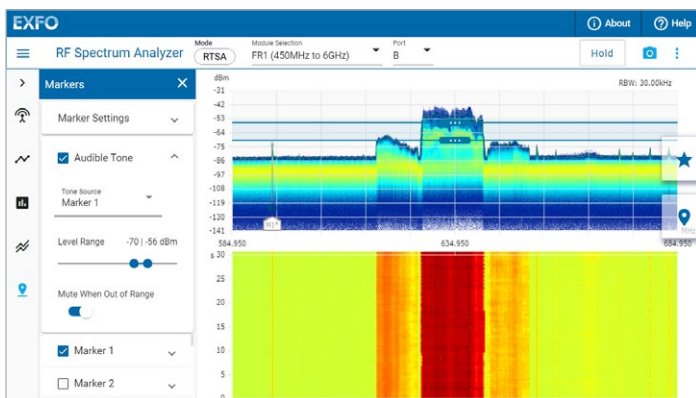 EXFO
About
Help
RF Spectrum Analyzer
Mode
RTSA
Module Selection
FR1 (450MHz to 6GHz)
Port
B
Hold
Markers
Marker Settings
Audible Tone
Tone Source
Marker 1
Level Range
-70 | -56 dBm
Mute When Out of Range
Marker 1
Marker 2
dBm
RBW: 30.00kHz
-31
-42
-53
-64
-75
-86
-97
-108
-119
-130
-141
M1*
MHz
584.950
634.950
684.950
s 30
25
20
15
10
5
0